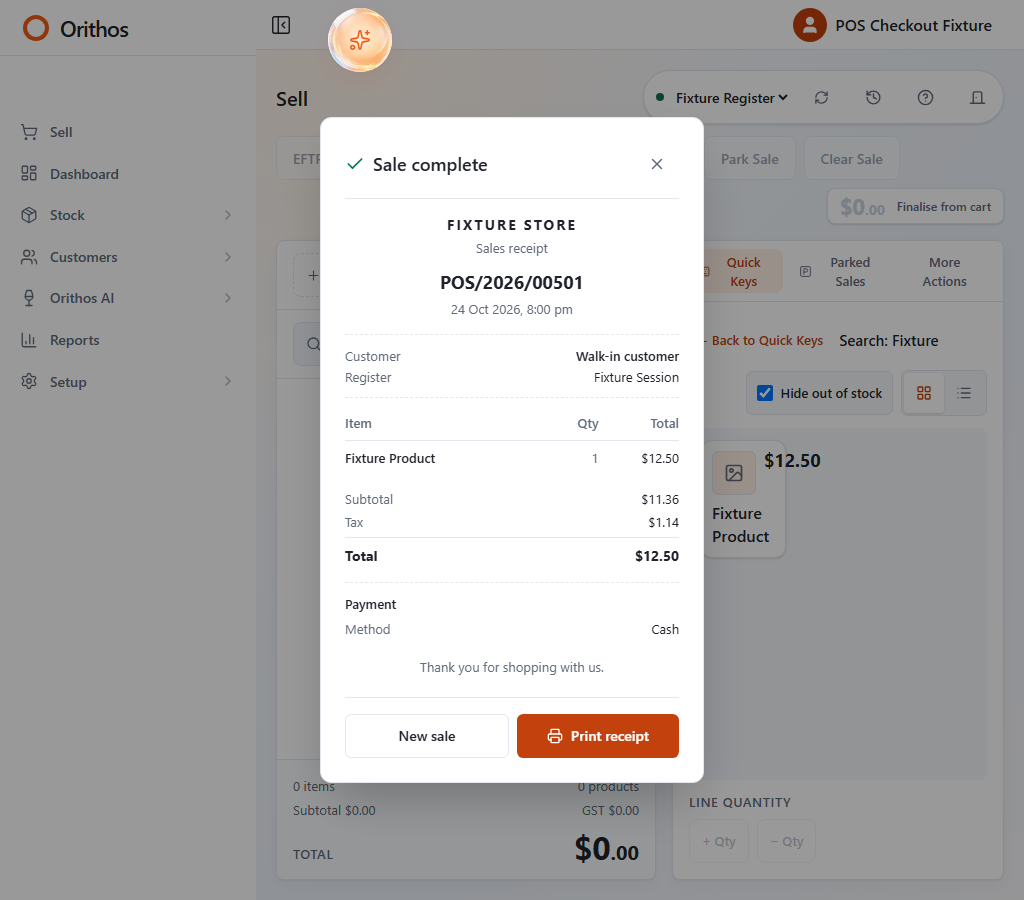 Orithos
POS Checkout Fixture
Sell
Dashboard
Stock
Customers
Orithos AI
Reports
Setup
Sell
Fixture Register
Park Sale
Clear Sale
$0.00 Finalise from cart
Quick Keys
Parked Sales
More Actions
Back to Quick Keys
Search: Fixture
Hide out of stock
$12.50
Fixture
Product
Sale complete
FIXTURE STORE
Sales receipt
POS/2026/00501
24 Oct 2026, 8:00 pm
Customer Walk-in customer
Register Fixture Session
Item Qty Total
Fixture Product 1 $12.50
Subtotal $11.36
Tax $1.14
Total $12.50
Payment
Method Cash
Thank you for shopping with us.
New sale
Print receipt
0 items 0 products
Subtotal $0.00 GST $0.00
TOTAL $0.00
LINE QUANTITY
+ Qty
− Qty